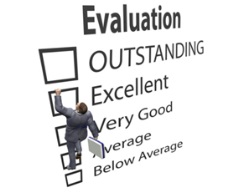 Evaluation
OUTSTANDING
Excellent
Very Good
Average
Below Average